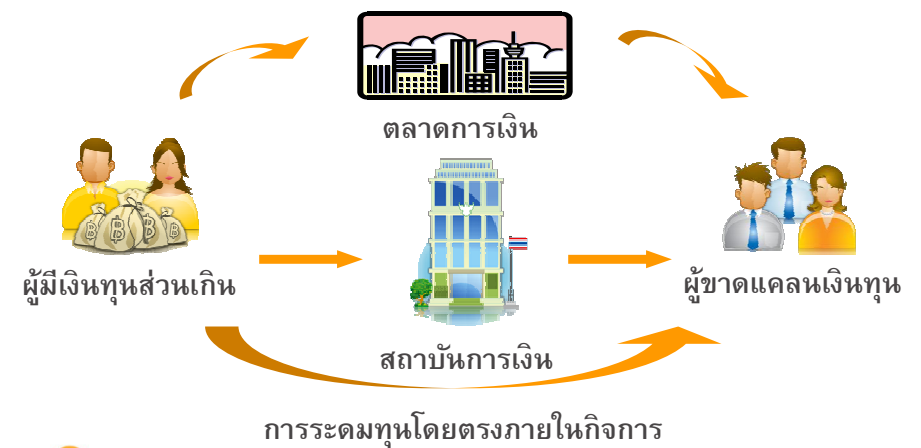 ตลาดการเงิน
ผู้มีเงินทุนส่วนเกิน
ผู้ขาดแคลนเงินทุน
สถาบันการเงิน
การระดมทุนโดยตรงภายในกิจการ